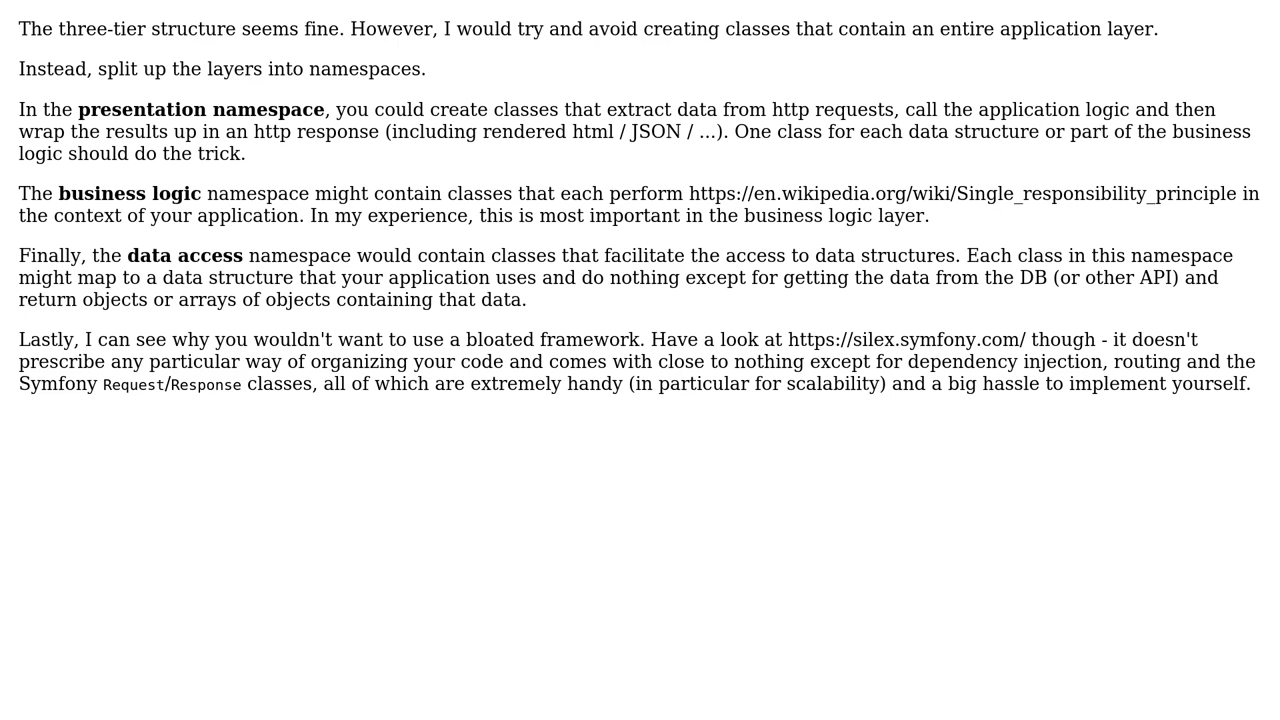 The three-tier structure seems fine. However, I would try and avoid creating classes that contain an entire application layer.
Instead, split up the layers into namespaces.
In the presentation namespace, you could create classes that extract data from http requests, call the application logic and then
wrap the results up in an http response (including rendered html / JSON / ...). One class for each data structure or part of the business
logic should do the trick.
The business logic namespace might contain classes that each perform https://en.wikipedia.org/wiki/Single_responsibility_principle in
the context of your application. In my experience, this is most important in the business logic layer.
Finally, the data access namespace would contain classes that facilitate the access to data structures. Each class in this namespace
might map to a data structure that your application uses and do nothing except for getting the data from the DB (or other API) and
return objects or arrays of objects containing that data.
Lastly, I can see why you wouldn't want to use a bloated framework. Have a look at https://silex.symfony.com/ though - it doesn't
prescribe any particular way of organizing your code and comes with close to nothing except for dependency injection, routing and the
Symfony Request/Response classes, all of which are extremely handy (in particular for scalability) and a big hassle to implement yourself.